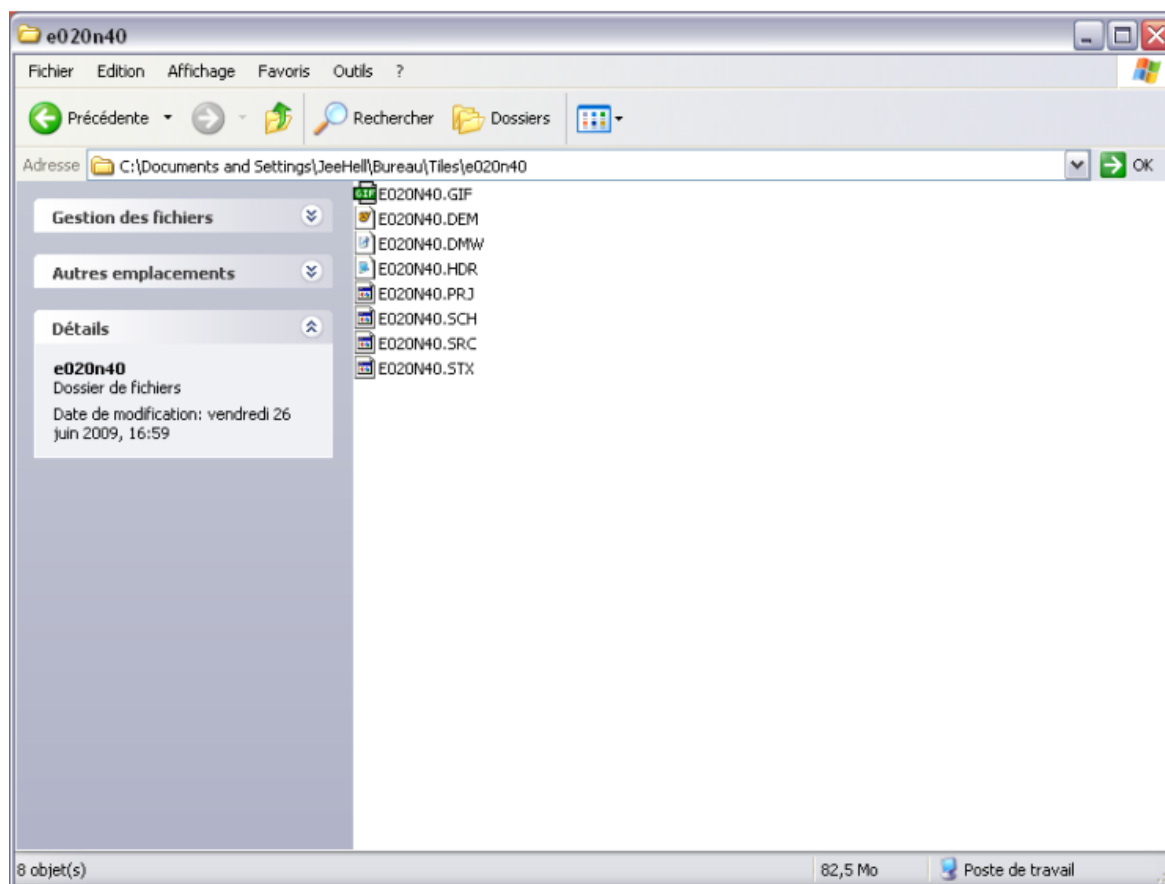 e020n40
Fichier Edition Affichage Favoris Outils ?
Précédente Rechercher Dossiers
Adresse C:\Documents and Settings\JeeHell\Bureau\Tiles\e020n40 OK
Gestion des fichiers
Autres emplacements
Détails
e020n40
Dossier de fichiers
Date de modification: vendredi 26
juin 2009, 16:59
GIF E020N40.GIF
E020N40.DEM
E020N40.DMW
E020N40.HDR
E020N40.PRJ
E020N40.SCH
E020N40.SRC
E020N40.STX
8 objet(s) 82,5 Mo Poste de travail